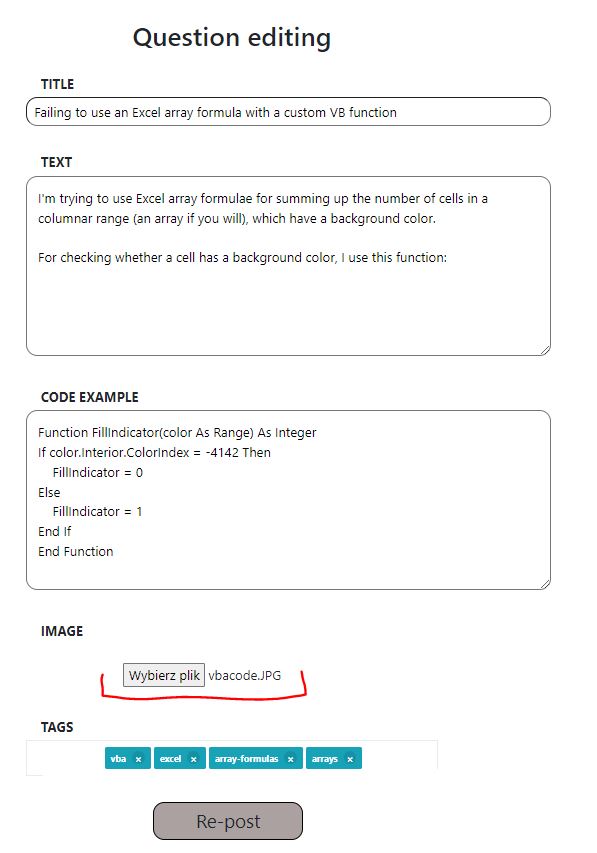 Question editing
TITLE
Failing to use an Excel array formula with a custom VB function
TEXT
I'm trying to use Excel array formulae for summing up the number of cells in a
columnar range (an array if you will), which have a background color.
For checking whether a cell has a background color, I use this function:
CODE EXAMPLE
Function FillIndicator(color As Range) As Integer
If color.Interior.ColorIndex = -4142 Then
    FillIndicator = 0
Else
    FillIndicator = 1
End If
End Function
IMAGE
Wybierz plik vbacode.JPG
TAGS
vba × excel × array-formulas × arrays ×
Re-post